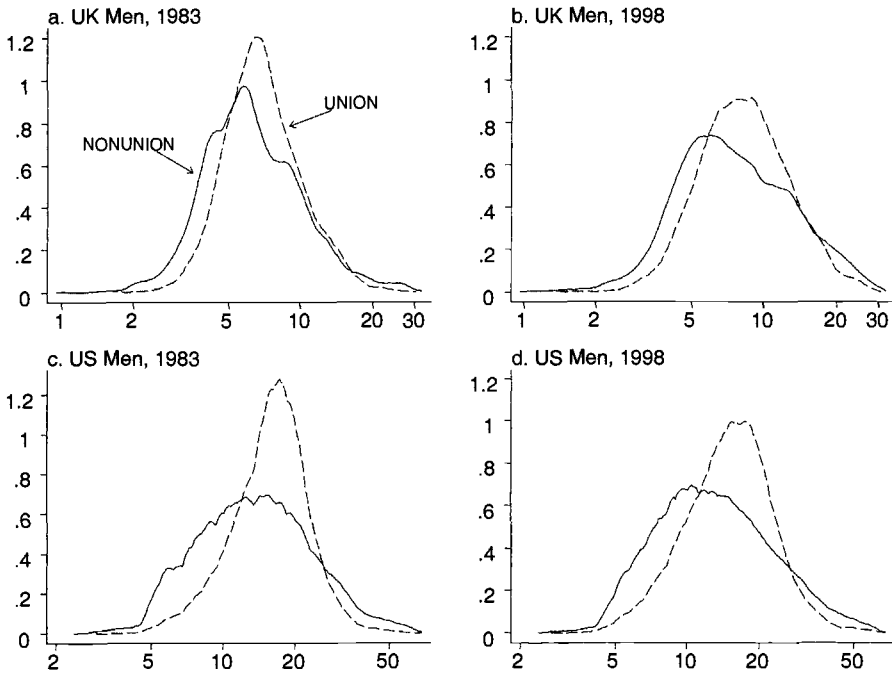 a. UK Men, 1983
1.2
1
.8
.6
.4
.2
0
UNION
NONUNION
1 2 5 10 20 30
b. UK Men, 1998
1.2
1
.8
.6
.4
.2
0
1 2 5 10 20 30
c. US Men, 1983
1.2
1
.8
.6
.4
.2
0
2 5 10 20 50
d. US Men, 1998
1.2
1
.8
.6
.4
.2
0
2 5 10 20 50